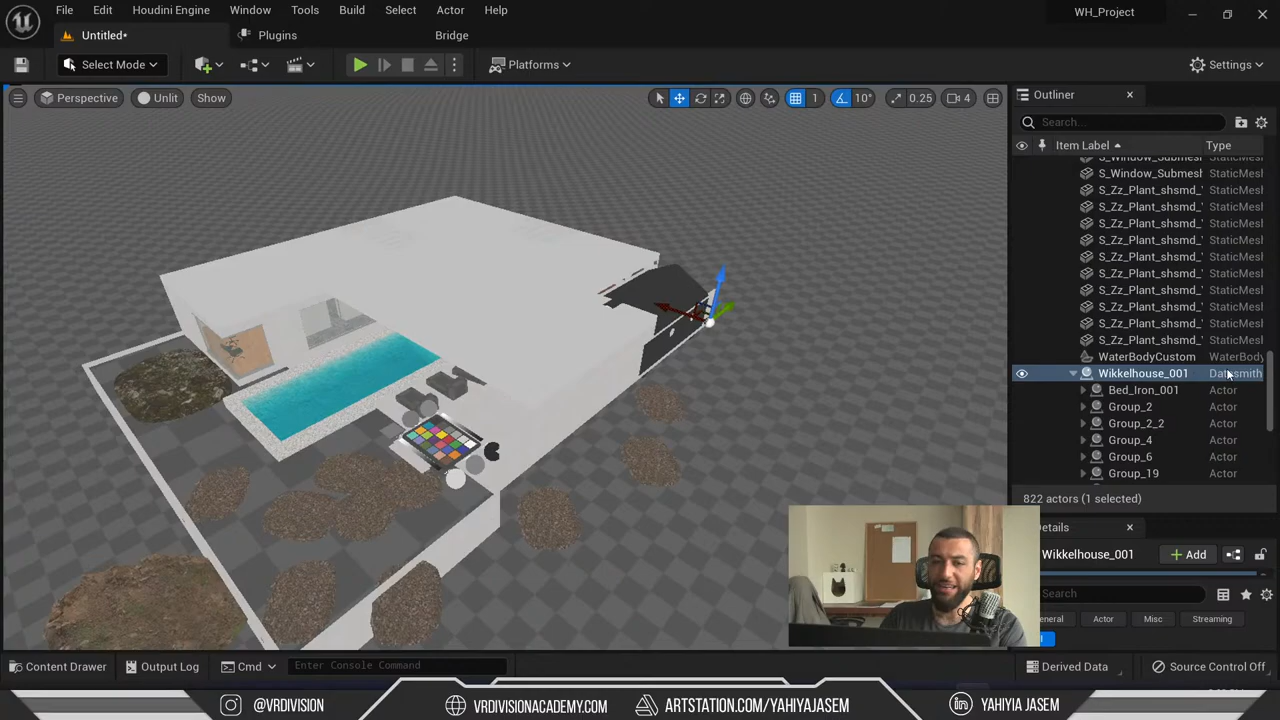 File Edit Window Tools Build Select Actor Help
Houdini Engine
WH_Project
Untitled*
Plugins
Bridge
Select Mode
Platforms
Settings
Perspective
Unlit
Show
1
10°
0.25
4
Outliner
Search...
Item Label
Type
S_Window_Submesh StaticMesh
S_Window_Submesh StaticMesh
S_Zz_Plant_shsmd_ StaticMesh
S_Zz_Plant_shsmd_ StaticMesh
S_Zz_Plant_shsmd_ StaticMesh
S_Zz_Plant_shsmd_ StaticMesh
S_Zz_Plant_shsmd_ StaticMesh
S_Zz_Plant_shsmd_ StaticMesh
S_Zz_Plant_shsmd_ StaticMesh
S_Zz_Plant_shsmd_ StaticMesh
S_Zz_Plant_shsmd_ StaticMesh
S_Zz_Plant_shsmd_ StaticMesh
WaterBodyCustom WaterBody
Wikkelhouse_001
Bed_Iron_001 Actor
Group_2 Actor
Group_2_2 Actor
Group_4 Actor
Group_6 Actor
Group_19 Actor
822 actors (1 selected)
Details
Wikkelhouse_001
Add
Search
Actor
Misc
Streaming
Content Drawer
Output Log
Cmd
Enter Console Command
Derived Data
Source Control Off
@VRDIVISION
VRDIVISIONACADEMY.COM
ARTSTATION.COM/YAHIYAJASEM
YAHIYIA JASEM